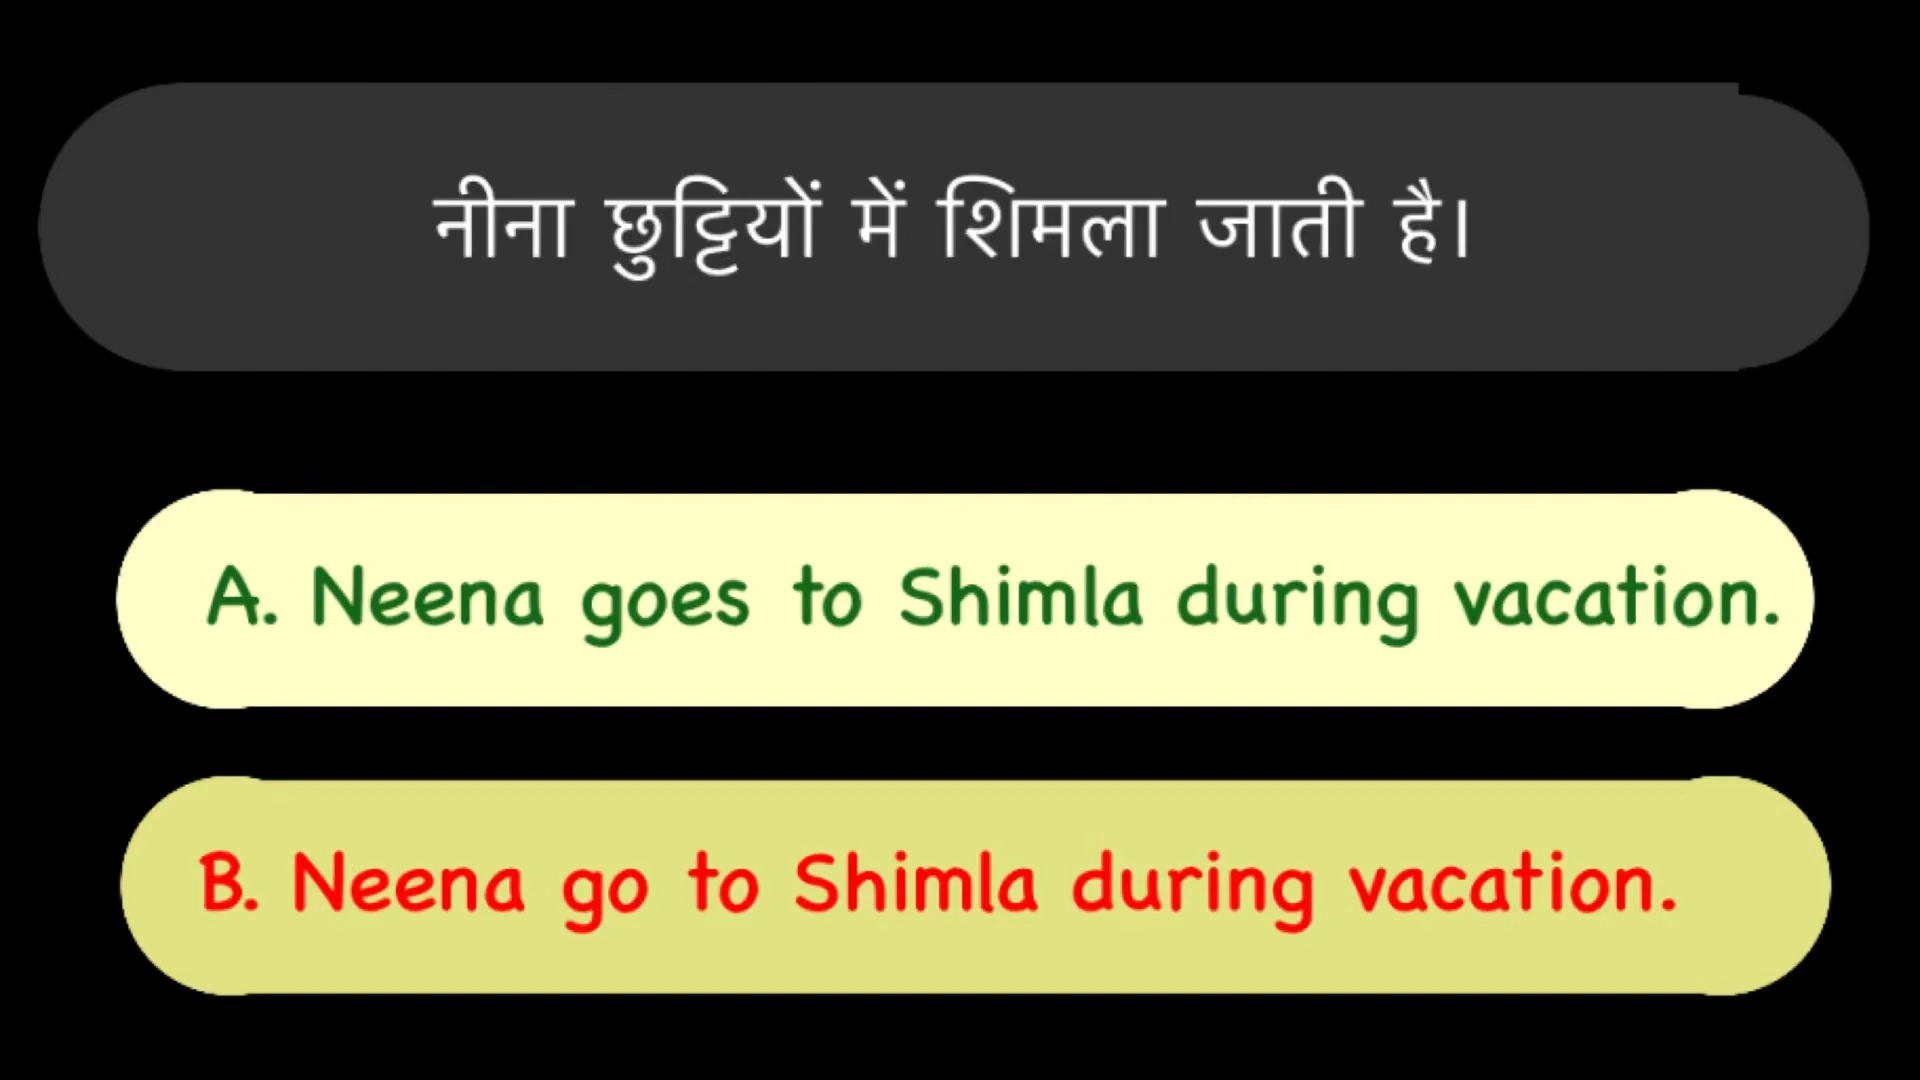 नीना छुट्टियों में शिमला जाती है।
A. Neena goes to Shimla during vacation.
B. Neena go to Shimla during vacation.